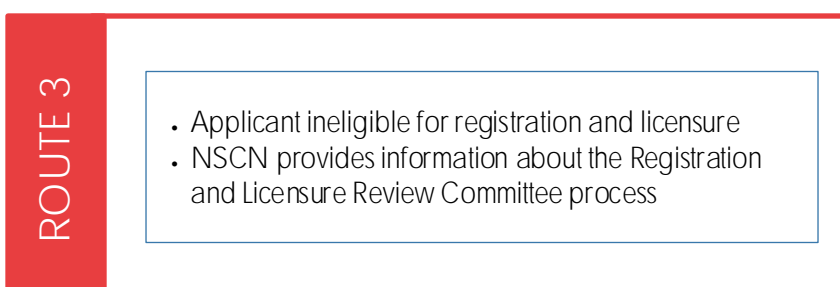 ROUTE 3
• Applicant ineligible for registration and licensure
• NSCN provides information about the Registration
and Licensure Review Committee process